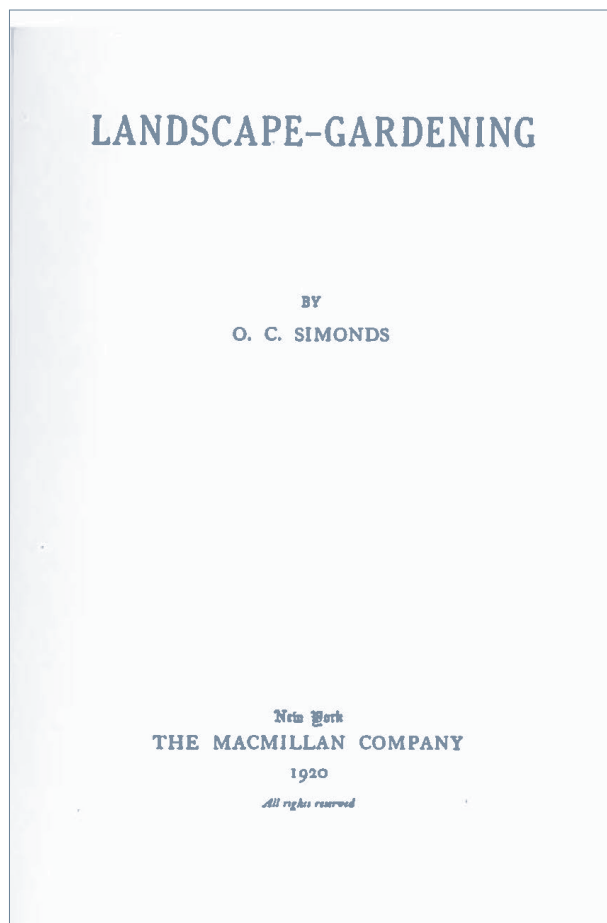 LANDSCAPE-GARDENING
BY
O. C. SIMONDS
New York
THE MACMILLAN COMPANY
1920
All rights reserved